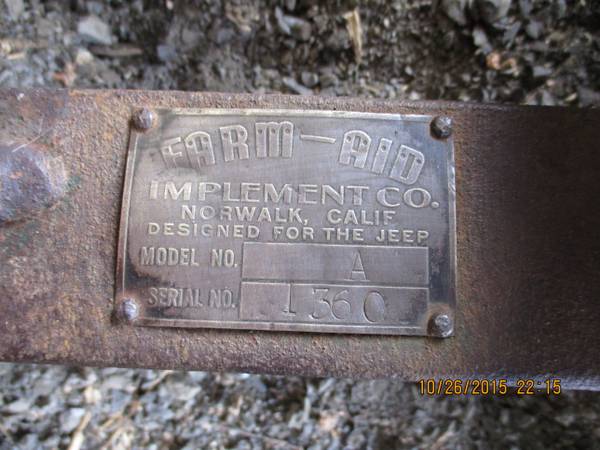 FARM-AID
IMPLEMENT CO.
NORWALK, CALIF
DESIGNED FOR THE JEEP
MODEL NO. A
SERIAL NO. 1360
10/26/2015 22:15